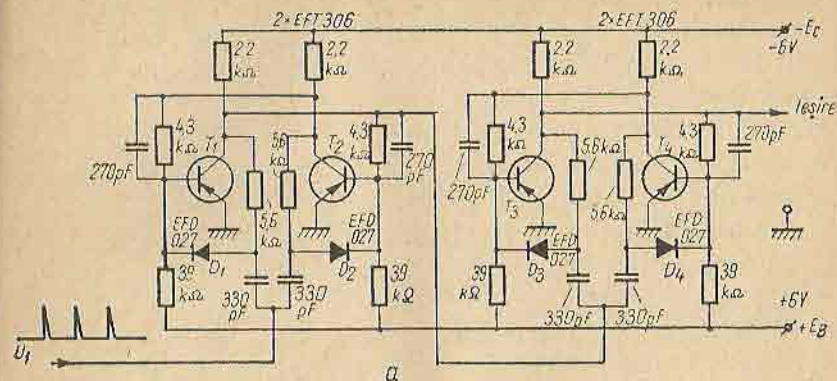 2×EFT306
2×EFT306
-Ec
-6V
2,2
kΩ
2,2
kΩ
2,2
kΩ
2,2
kΩ
Ieşire
4,3
kΩ
T1
5,6
kΩ
T2
4,3
kΩ
4,3
kΩ
5,6kΩ
T4
4,3
kΩ
270pF
270pF
270
pF
270pF
T3
5,6kΩ
EFD
027
5,6
kΩ
EFD
027
EFD
027
EFD
027
D1
D2
D3
D4
39
kΩ
330
pF
330
pF
39
kΩ
39
kΩ
330pF
330pF
39
kΩ
+6V
+EB
U1
a